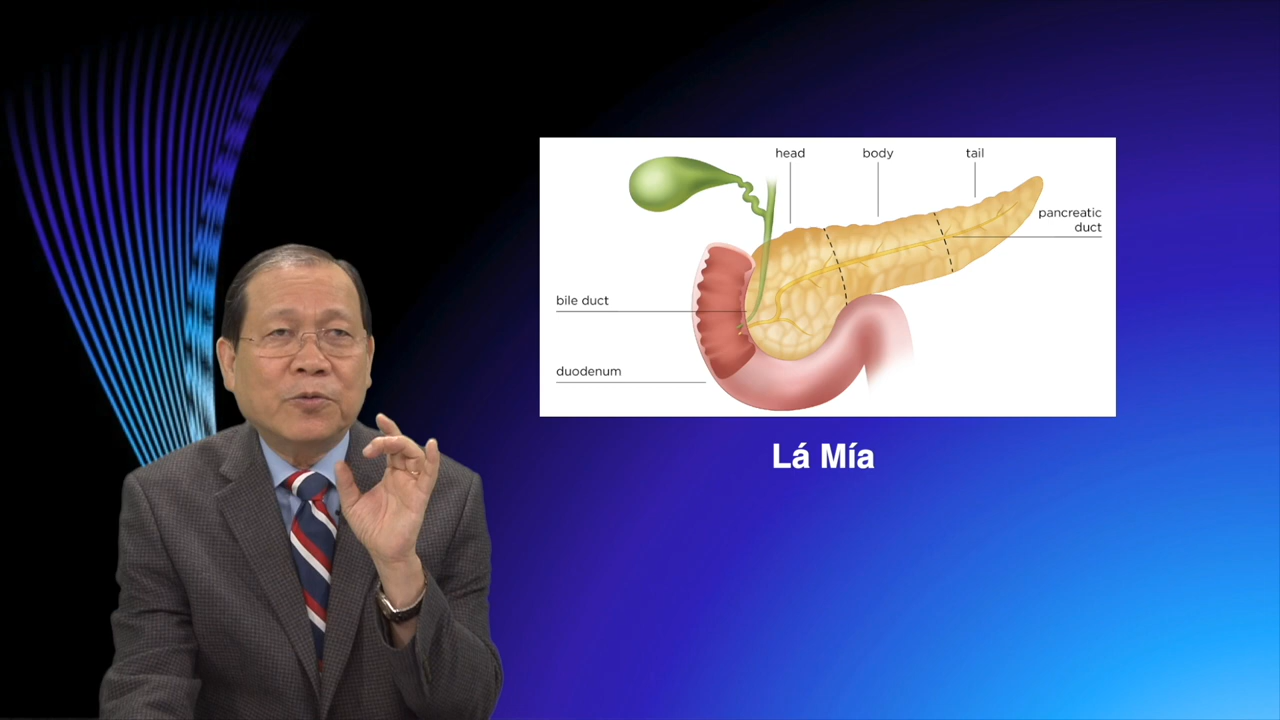 head
body
tail
pancreatic
duct
bile duct
duodenum
Lá Mía